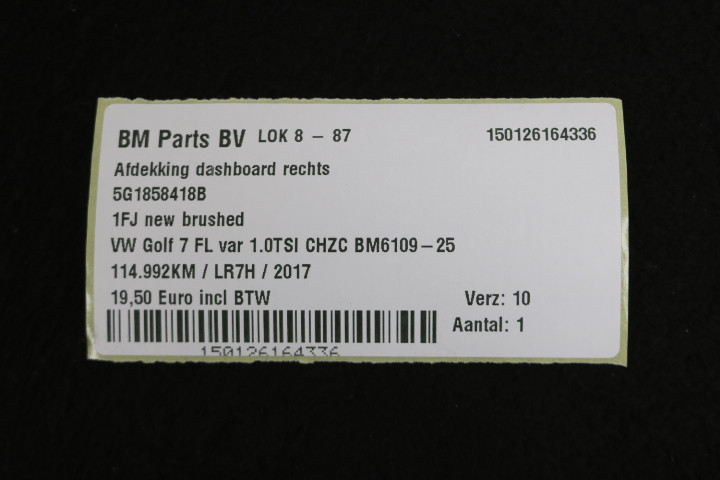 BM Parts BV LOK 8 - 87 150126164336
Afdekking dashboard rechts
5G1858418B
1FJ new brushed
VW Golf 7 FL var 1.0TSI CHZC BM6109-25
114.992KM / LR7H / 2017
19,50 Euro incl BTW Verz: 10
Aantal: 1
150126164336